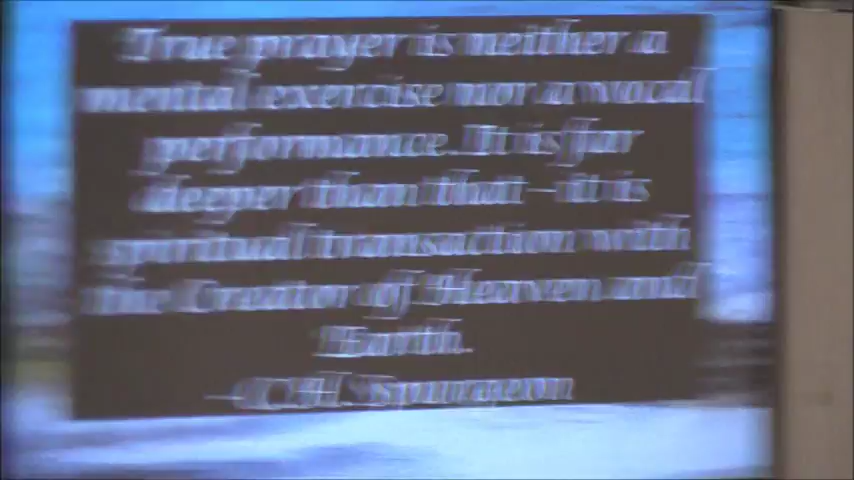 True prayer is neither a
mental exercise nor a vocal
performance. It is far
deeper than that – it is
spiritual transaction with
the Creator of Heaven and
Earth.
– C.H. Spurgeon